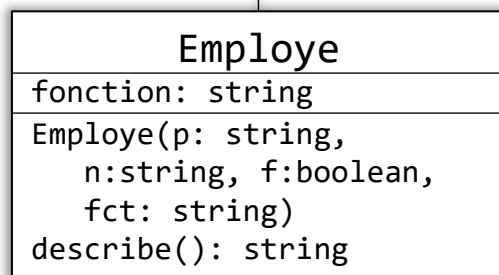 Employe
fonction: string
Employe(p: string,
n:string, f:boolean,
fct: string)
describe(): string